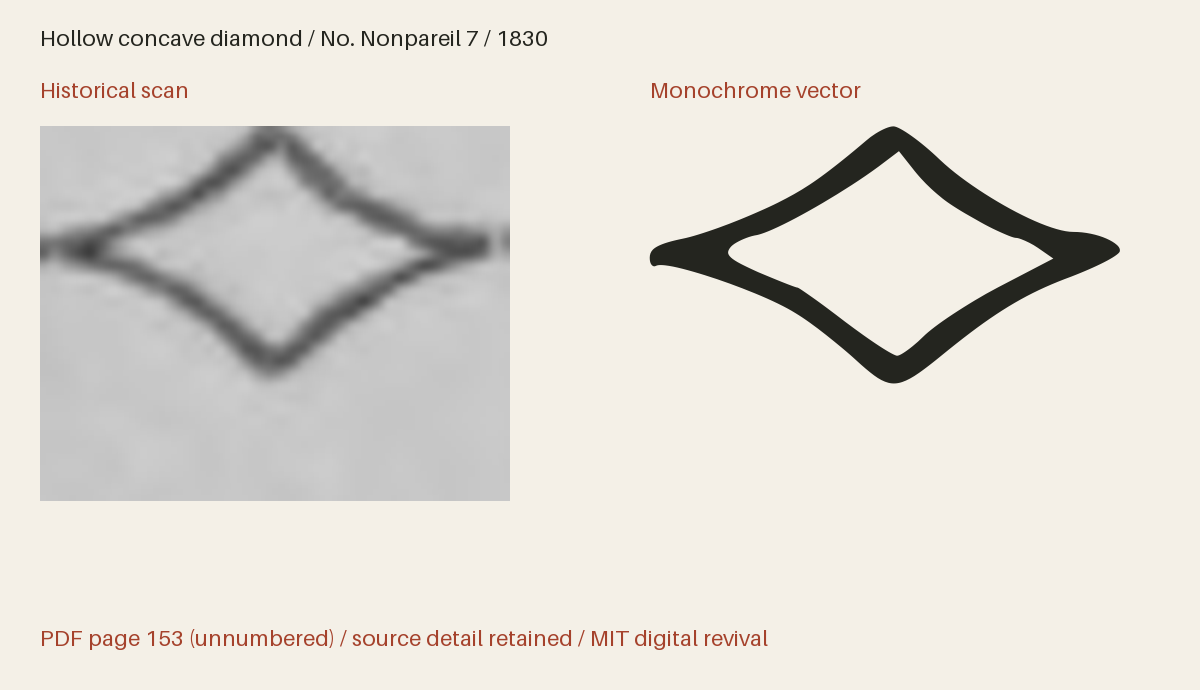 Hollow concave diamond / No. Nonpareil 7 / 1830
Historical scan
Monochrome vector
PDF page 153 (unnumbered) / source detail retained / MIT digital revival